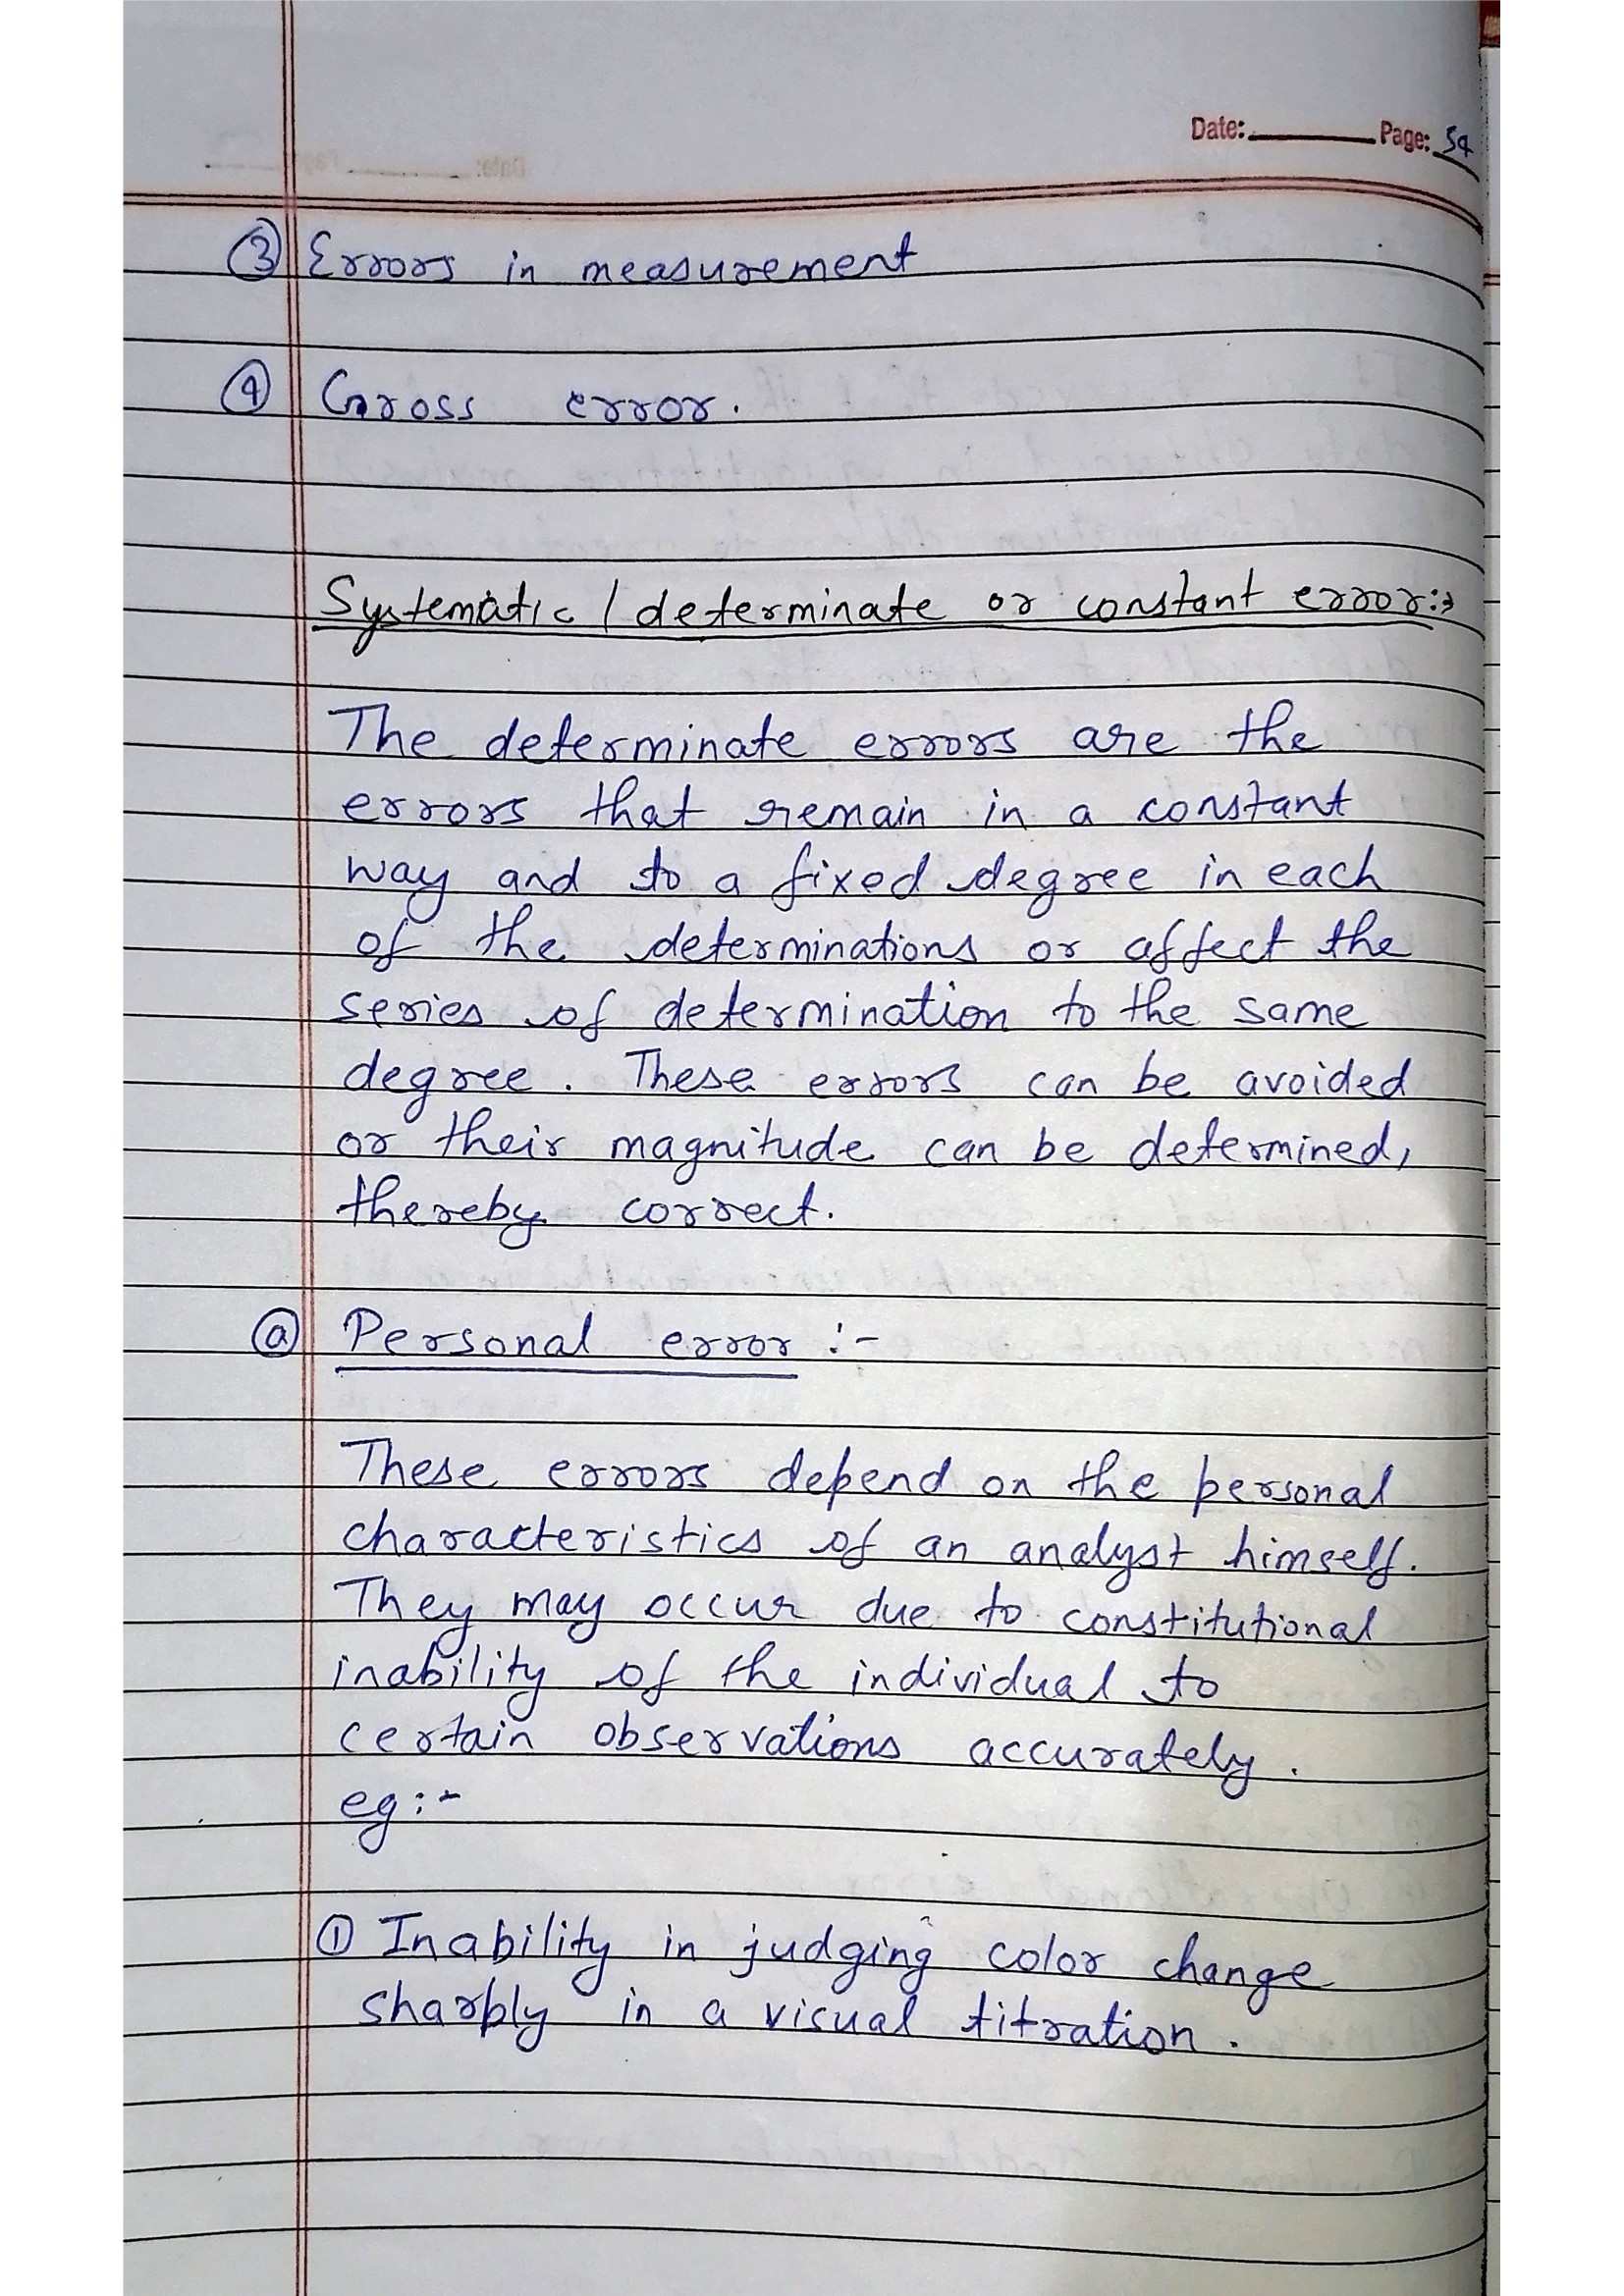 Date: Page: 54
③ Errors in measurement
④ Gross error.
Systematic / determinate or constant error:→
The determinate errors are the
errors that remain in a constant
way and to a fixed degree in each
of the determinations or affect the
series of determination to the same
degree. These errors can be avoided
or their magnitude can be determined,
thereby correct.
ⓐ Personal error :-
These errors depend on the personal
characteristics of an analyst himself.
They may occur due to constitutional
inability of the individual to
certain observations accurately.
eg:-
① Inability in judging color change
sharply in a visual titration.